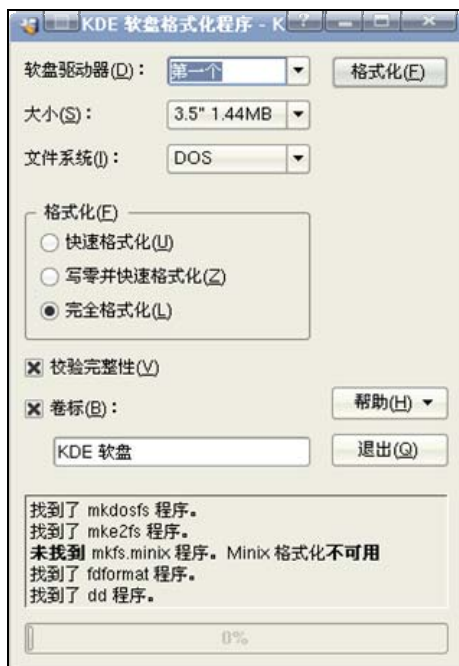 KDE 软盘格式化程序 - K
软盘驱动器(D)： 第一个 格式化(F)
大小(S)： 3.5" 1.44MB
文件系统(I)： DOS
格式化(F)
快速格式化(U)
写零并快速格式化(Z)
完全格式化(L)
校验完整性(V)
卷标(B)： 帮助(H)
KDE 软盘 退出(Q)
找到了 mkdosfs 程序。
找到了 mke2fs 程序。
未找到 mkfs.minix 程序。Minix 格式化不可用
找到了 fdformat 程序。
找到了 dd 程序。
0%